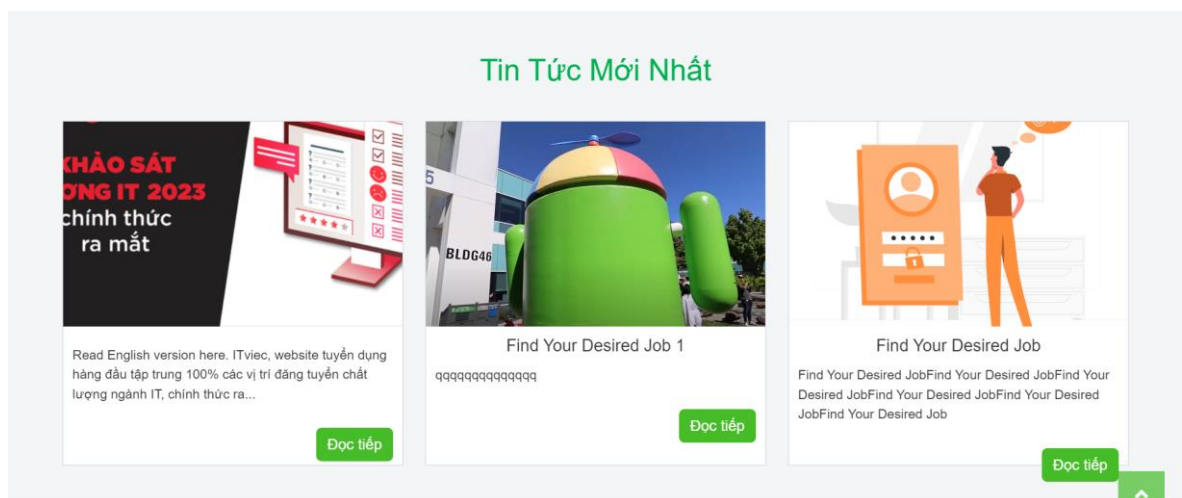 Tin Tức Mới Nhất
KHẢO SÁT
ƯƠNG IT 2023
chính thức
ra mắt
Read English version here. ITviec, website tuyển dụng
hàng đầu tập trung 100% các vị trí đăng tuyển chất
lượng ngành IT, chính thức ra...
Đọc tiếp
5
BLDG46
Find Your Desired Job 1
qqqqqqqqqqqqqq
Đọc tiếp
Find Your Desired Job
Find Your Desired JobFind Your Desired JobFind Your
Desired JobFind Your Desired JobFind Your Desired
JobFind Your Desired Job
Đọc tiếp